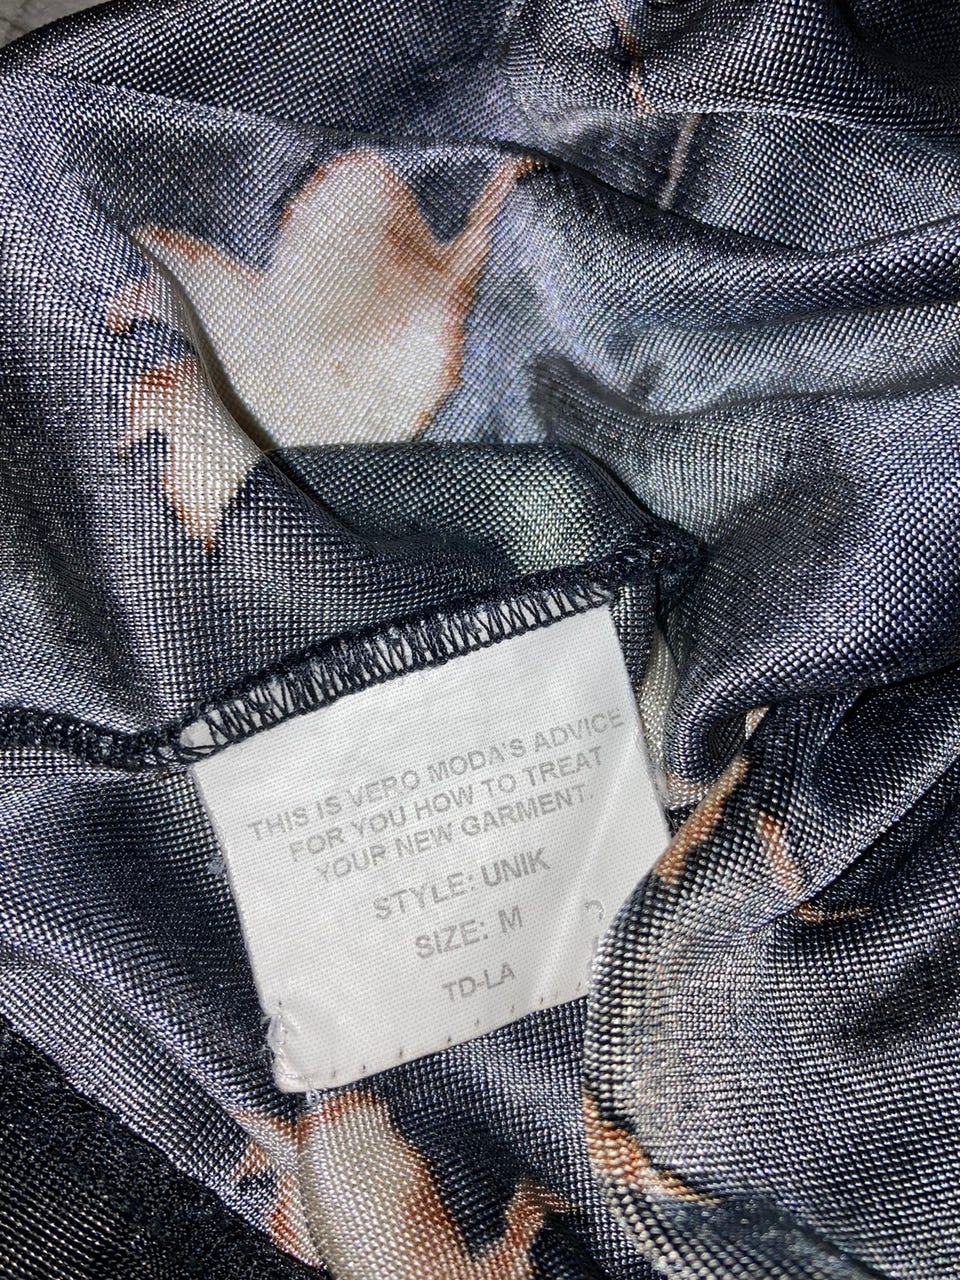 THIS IS VERO MODA'S ADVICE
FOR YOU HOW TO TREAT
YOUR NEW GARMENT.
STYLE: UNIK
SIZE: M
TD-LA